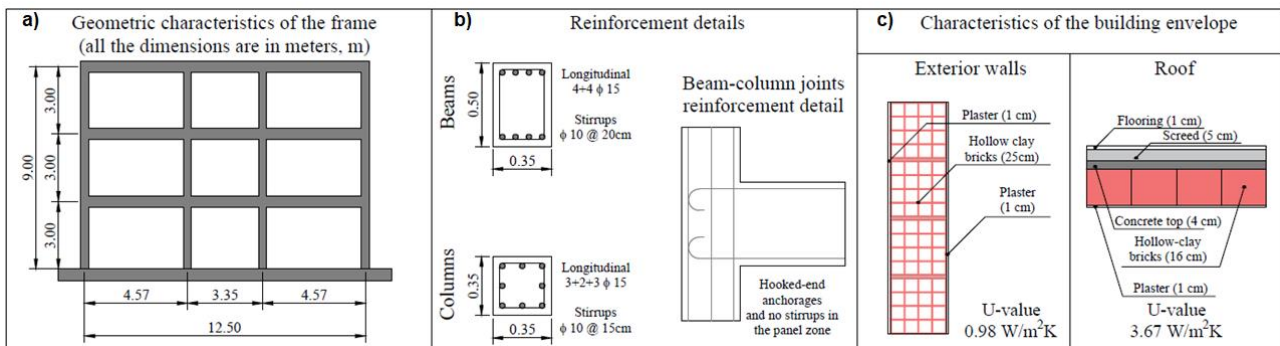 a)
Geometric characteristics of the frame
(all the dimensions are in meters, m)
9.00
3.00
3.00
3.00
4.57
3.35
4.57
12.50
b)
Reinforcement details
Beams
0.50
0.35
Longitudinal
4+4 ϕ 15
Stirrups
ϕ 10 @ 20cm
Columns
0.35
0.35
Longitudinal
3+2+3 ϕ 15
Stirrups
ϕ 10 @ 15cm
Beam-column joints
reinforcement detail
Hooked-end
anchorages
and no stirrups in
the panel zone
c)
Characteristics of the building envelope
Exterior walls
Plaster (1 cm)
Hollow clay
bricks (25cm)
Plaster
(1 cm)
U-value
0.98 W/m²K
Roof
Flooring (1 cm)
Screed (5 cm)
Concrete top (4 cm)
Hollow-clay
bricks (16 cm)
Plaster (1 cm)
U-value
3.67 W/m²K